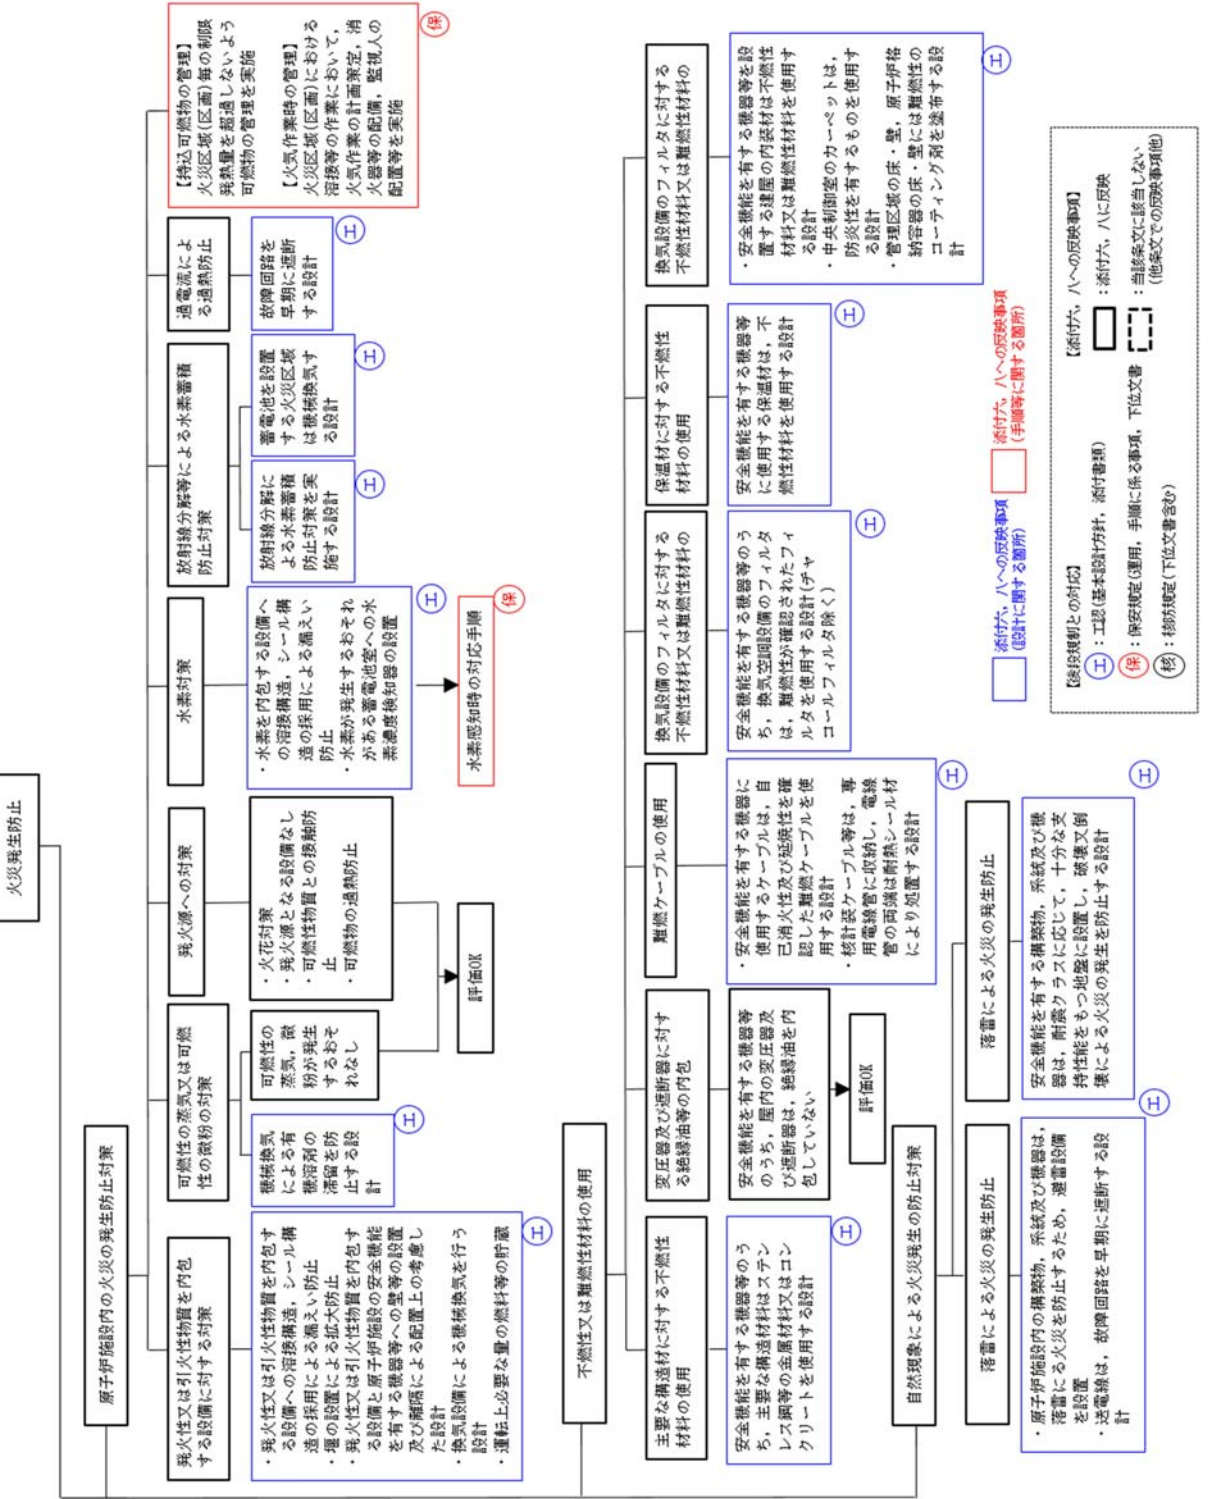 火災発生防止
原子炉施設内の火災の発生防止対策
発火性又は引火性物質を内包
する設備に対する対策
・発火性又は引火性物質を内包す
る設備への溶接構造，シール構
造の採用による漏えい防止
・堰の設置による拡大防止
・発火性又は引火性物質を内包す
る設備と原子炉施設の安全機能
を有する機器等への壁等の設置
及び離隔による配置上の考慮し
た設計
・換気設備による機械換気を行う
設計
・運転上必要な量の燃料等の貯蔵
工
可燃性の蒸気又は可燃
性の微粉の対策
機械換気
による有
機溶剤の
滞留を防
止する設
計
工
可燃性の
蒸気，微
粉が発生
するおそ
れなし
発火源への対策
・火花対策
・発火源となる設備なし
・可燃性物質との接触防
止
・可燃物の過熱防止
評価OK
水素対策
・水素を内包する設備へ
の溶接構造，シール構
造の採用による漏えい
防止
・水素が発生するおそれ
がある蓄電池室への水
素濃度検知器の設置
工
水素感知時の対応手順
保
放射線分解等による水素蓄積
防止対策
放射線分解に
よる水素蓄積
防止対策を実
施する設計
工
蓄電池を設置
する火災区域
は機械換気す
る設計
工
過電流によ
る過熱防止
故障回路を
早期に遮断
する設計
工
【持込可燃物の管理】
火災区域(区画)毎の制限
発熱量を超過しないよう
可燃物の管理を実施
【火気作業時の管理】
火災区域(区画)における
溶接等の作業において，
火気作業の計画策定，消
火器等の配備，監視人の
配置等を実施
保
不燃性又は難燃性材料の使用
主要な構造材に対する不燃性
材料の使用
安全機能を有する機器等のう
ち，主要な構造材料はステン
レス鋼等の金属材料又はコン
クリートを使用する設計
工
変圧器及び遮断器に対す
る絶縁油等の内包
安全機能を有する機器等
のうち，屋内の変圧器及
び遮断器は，絶縁油を内
包していない
評価OK
難燃ケーブルの使用
・安全機能を有する機器に
使用するケーブルは，自
己消火性及び延焼性を確
認した難燃ケーブルを使
用する設計
・核計装ケーブル等は，専
用電線管に収納し，電線
管の両端は耐熱シール材
により処置する設計
工
換気設備のフィルタに対する
不燃性材料又は難燃性材料の
安全機能を有する機器等のう
ち，換気空調設備のフィルタ
は，難燃性が確認されたフィ
ルタを使用する設計(チャ
コールフィルタ除く)
工
保温材に対する不燃性
材料の使用
安全機能を有する機器等
に使用する保温材は，不
燃性材料を使用する設計
工
換気設備のフィルタに対する
不燃性材料又は難燃性材料の
・安全機能を有する機器等を設
置する建屋の内装材は不燃性
材料又は難燃性材料を使用す
る設計
・中央制御室のカーペットは，
防炎性を有するものを使用す
る設計
・管理区域の床・壁，原子炉格
納容器の床・壁には難燃性の
コーティング剤を塗布する設
計
工
自然現象による火災発生の防止対策
落雷による火災の発生防止
・原子炉施設内の構築物，系統及び機器は，
落雷にる火災を防止するため，避雷設備
を設置
・送電線は，故障回路を早期に遮断する設
計
工
落雷による火災の発生防止
安全機能を有する構築物，系統及び機
器は，耐震クラスに応じて，十分な支
持性能をもつ地盤に設置し，破壊又倒
壊による火災の発生を防止する設計
工
添付六，八への反映事項
(設計に関する箇所)
添付六，八への反映事項
(手順等に関する箇所)
【後段規制との対応】
工：工認(基本設計方針，添付書類)
保：保安規定(運用，手順に係る事項，下位文書
核：核防規定(下位文書含む)
【添付六，八への反映事項】
：添付六，八に反映
：当該条文に該当しない
(他条文での反映事項他)